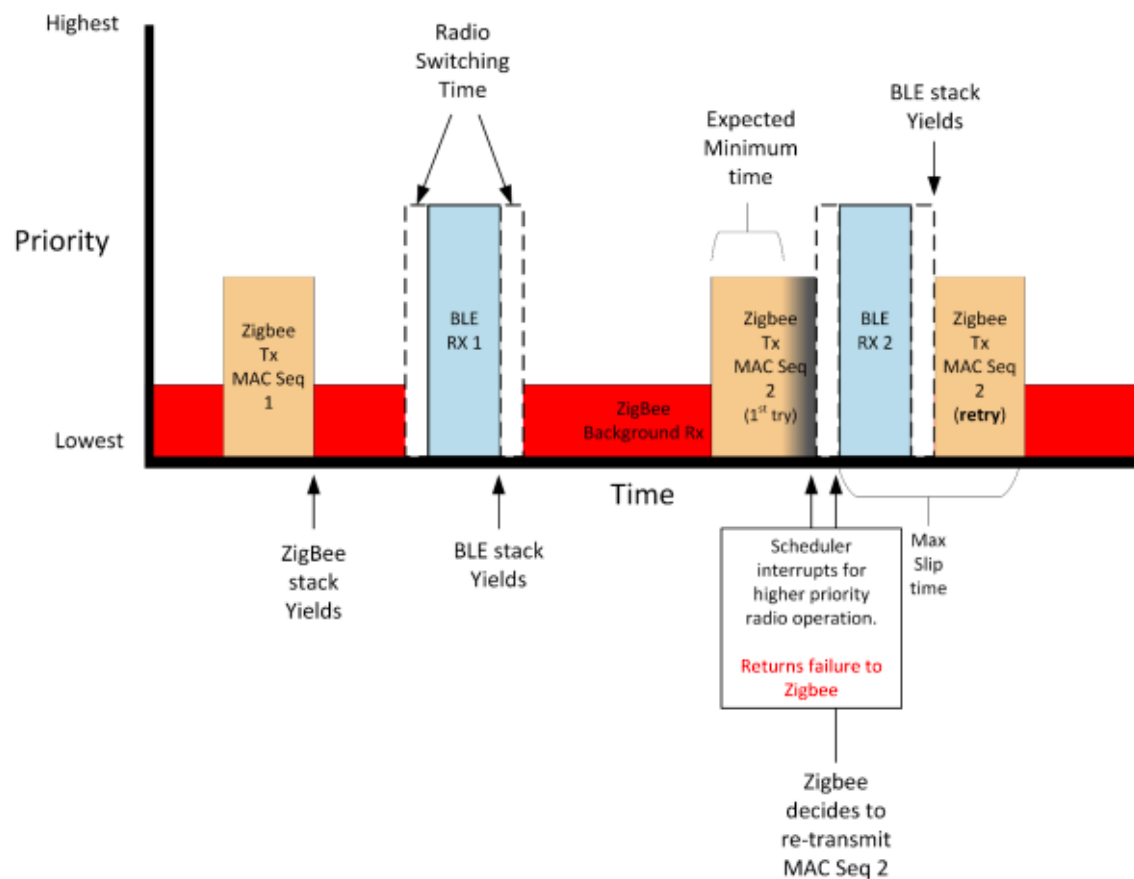 Highest
Radio
Switching
Time
BLE stack
Yields
Expected
Minimum
time
Priority
Zigbee
Tx
MAC Seq
1
BLE
RX 1
Zigbee
Tx
MAC Seq
2
(1st try)
BLE
RX 2
Zigbee
Tx
MAC Seq
2
(retry)
ZigBee
Background Rx
Lowest
Time
ZigBee
stack
Yields
BLE stack
Yields
Scheduler
interrupts for
higher priority
radio operation.
Returns failure to
Zigbee
Max
Slip
time
Zigbee
decides to
re-transmit
MAC Seq 2